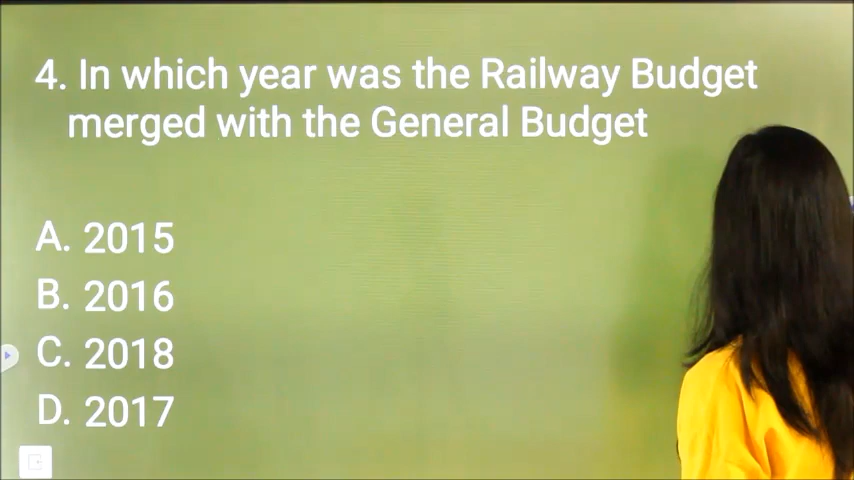 4. In which year was the Railway Budget
merged with the General Budget
A. 2015
B. 2016
C. 2018
D. 2017